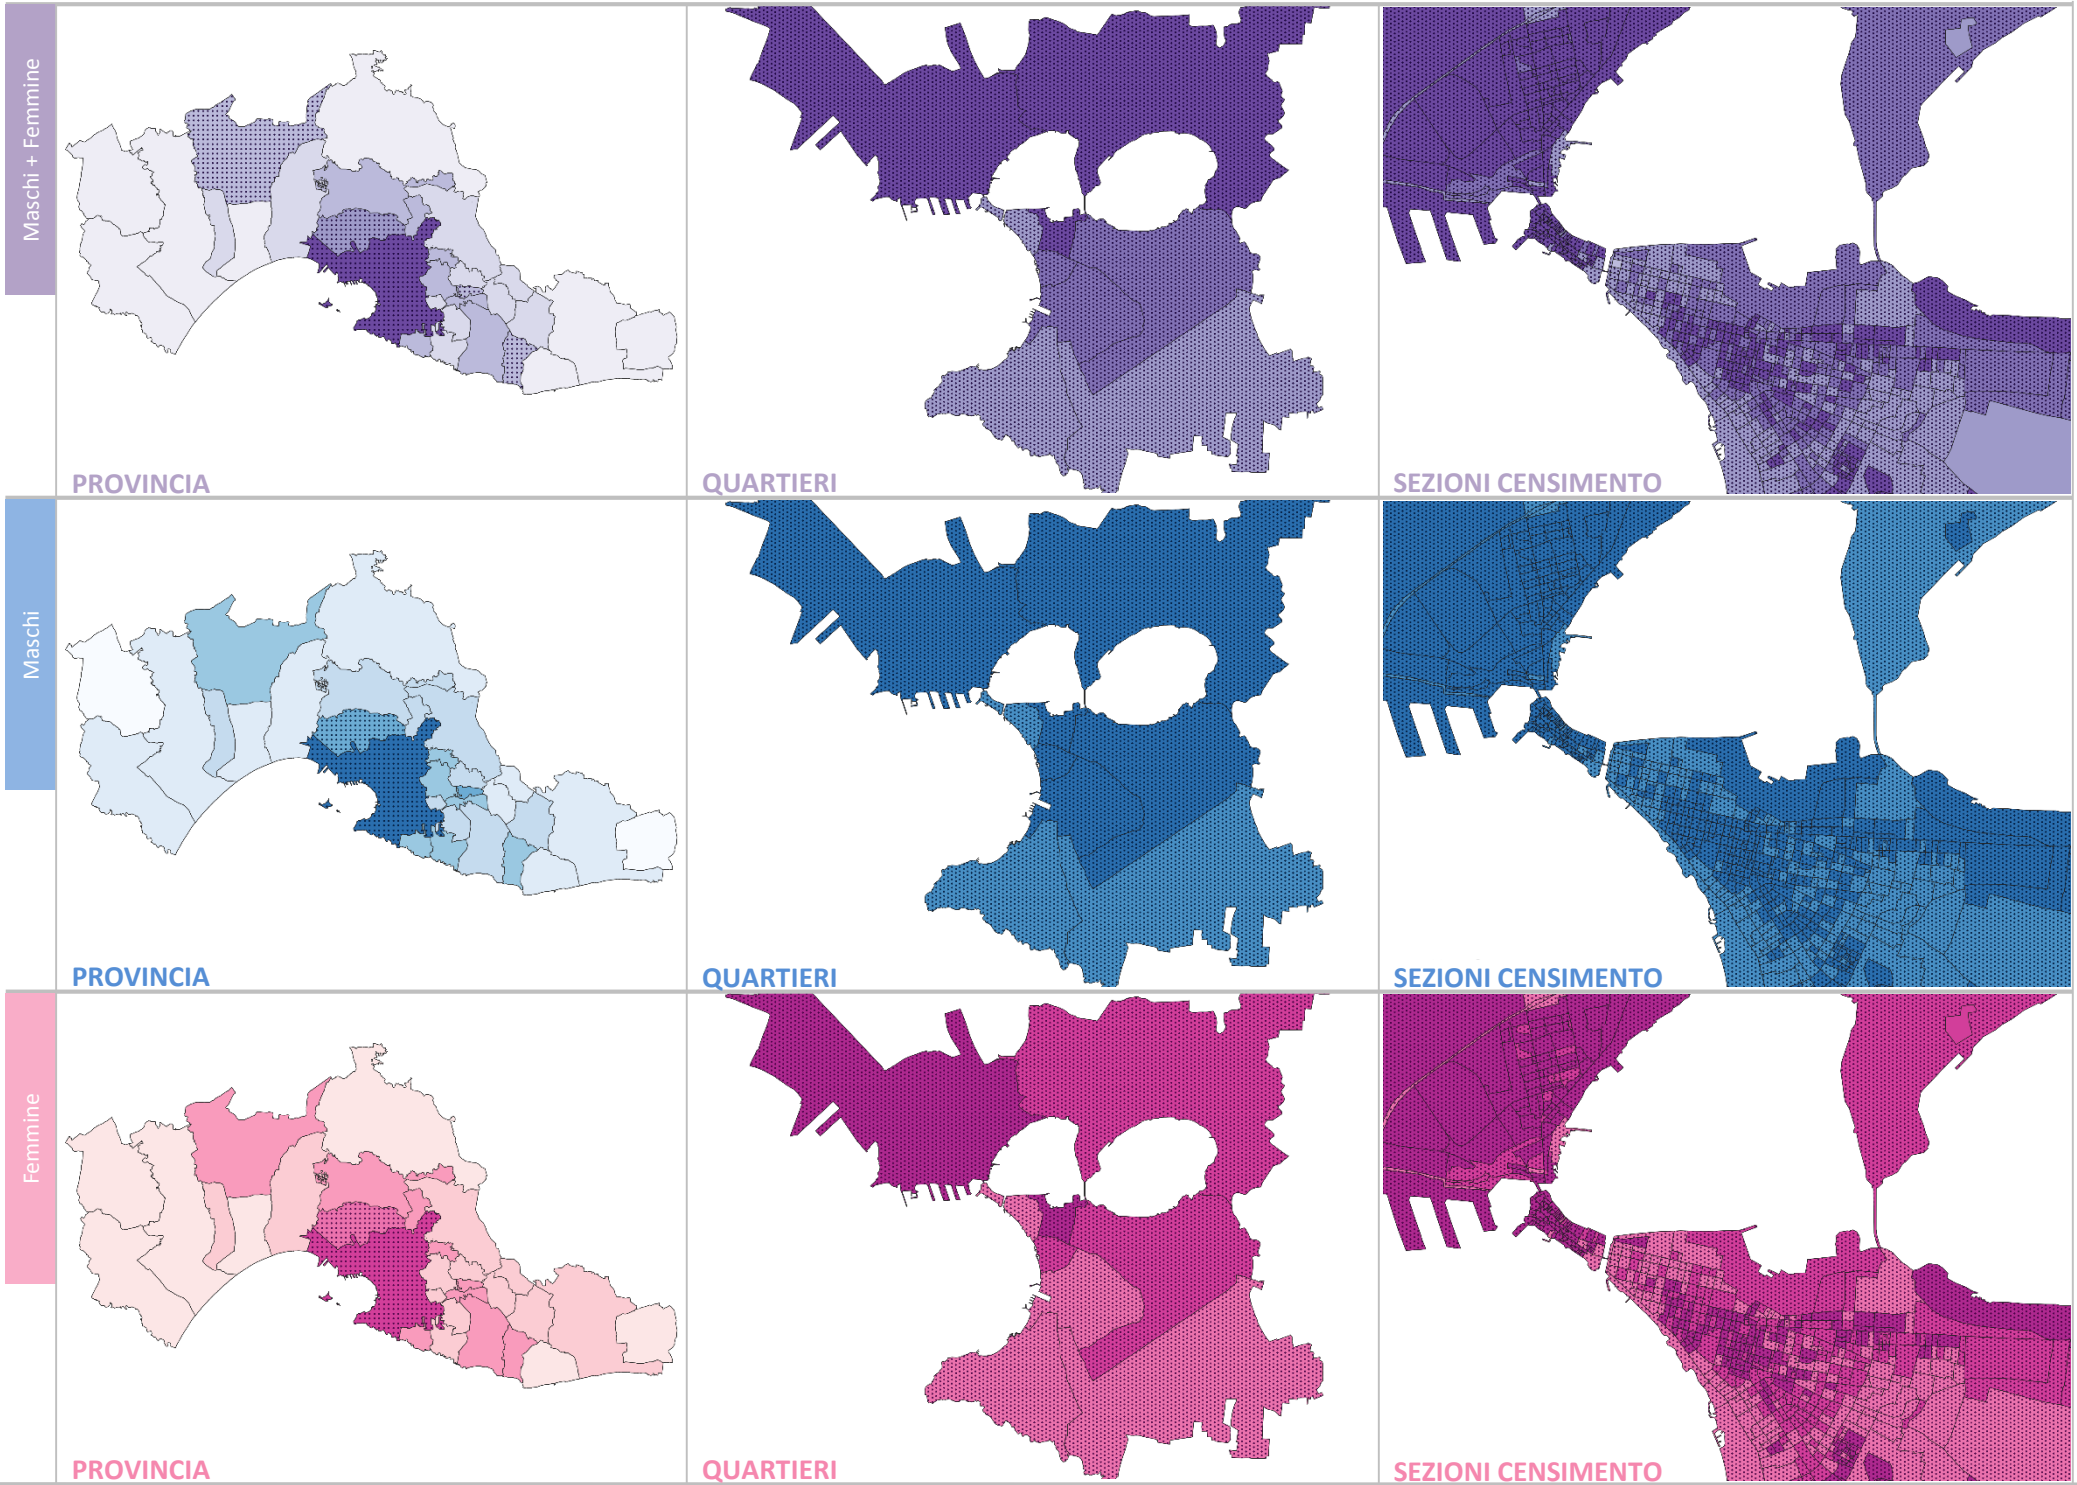 Maschi + Femmine
PROVINCIA
QUARTIERI
SEZIONI CENSIMENTO
Maschi
PROVINCIA
QUARTIERI
SEZIONI CENSIMENTO
Femmine
PROVINCIA
QUARTIERI
SEZIONI CENSIMENTO